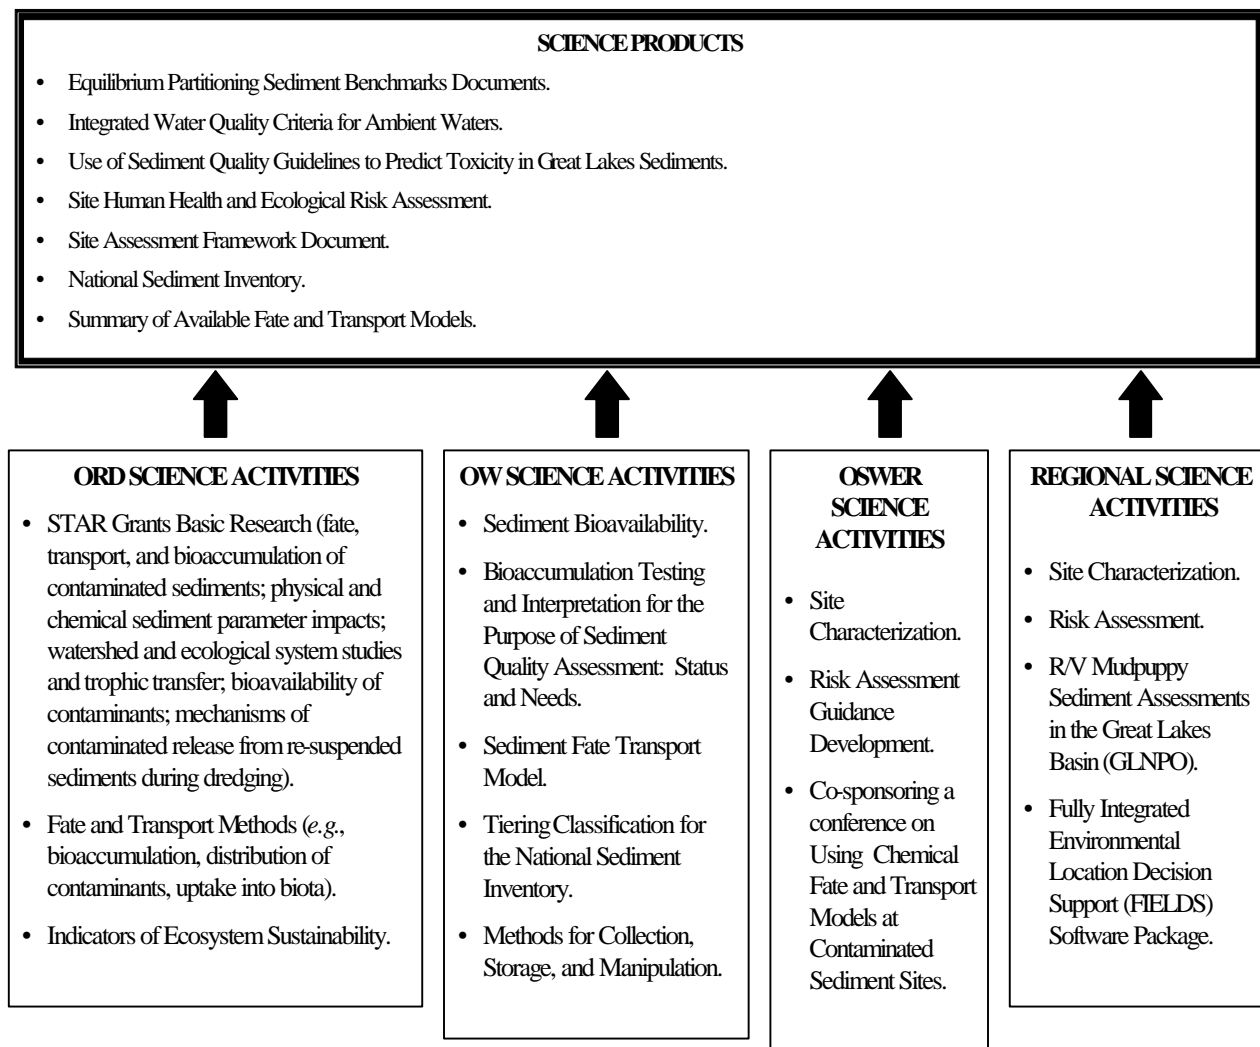 SCIENCE PRODUCTS
• Equilibrium Partitioning Sediment Benchmarks Documents.
• Integrated Water Quality Criteria for Ambient Waters.
• Use of Sediment Quality Guidelines to Predict Toxicity in Great Lakes Sediments.
• Site Human Health and Ecological Risk Assessment.
• Site Assessment Framework Document.
• National Sediment Inventory.
• Summary of Available Fate and Transport Models.
ORD SCIENCE ACTIVITIES
• STAR Grants Basic Research (fate,
transport, and bioaccumulation of
contaminated sediments; physical and
chemical sediment parameter impacts;
watershed and ecological system studies
and trophic transfer; bioavailability of
contaminants; mechanisms of
contaminated release from re-suspended
sediments during dredging).
• Fate and Transport Methods (e.g.,
bioaccumulation, distribution of
contaminants, uptake into biota).
• Indicators of Ecosystem Sustainability.
OW SCIENCE ACTIVITIES
• Sediment Bioavailability.
• Bioaccumulation Testing
and Interpretation for the
Purpose of Sediment
Quality Assessment: Status
and Needs.
• Sediment Fate Transport
Model.
• Tiering Classification for
the National Sediment
Inventory.
• Methods for Collection,
Storage, and Manipulation.
OSWER
SCIENCE
ACTIVITIES
• Site
Characterization.
• Risk Assessment
Guidance
Development.
• Co-sponsoring a
conference on
Using Chemical
Fate and Transport
Models at
Contaminated
Sediment Sites.
REGIONAL SCIENCE
ACTIVITIES
• Site Characterization.
• Risk Assessment.
• R/V Mudpuppy
Sediment Assessments
in the Great Lakes
Basin (GLNPO).
• Fully Integrated
Environmental
Location Decision
Support (FIELDS)
Software Package.